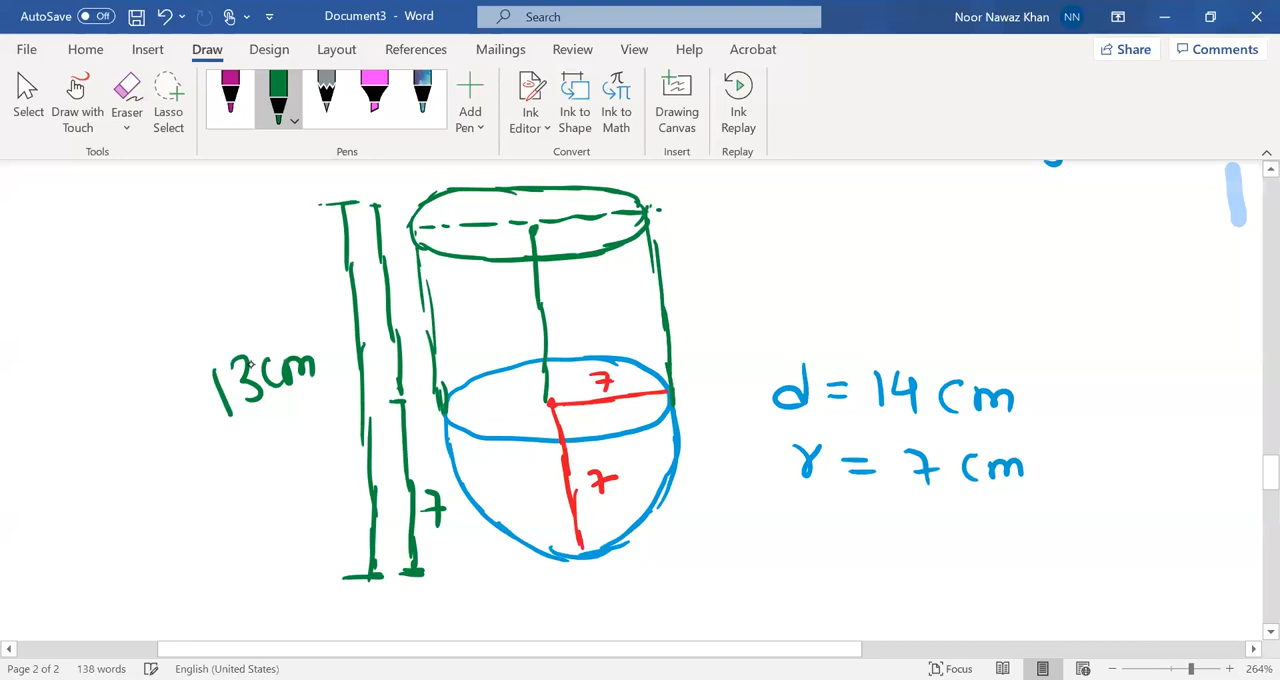 AutoSave Off Document3 - Word Search Noor Nawaz Khan NN
File Home Insert Draw Design Layout References Mailings Review View Help Acrobat Share Comments
Select Draw with Touch Eraser Lasso Select Add Pen Ink Editor Ink to Shape Ink to Math Drawing Canvas Ink Replay
Tools Pens Convert Insert Replay
13cm
7
7
7
d = 14 cm
r = 7 cm
Page 2 of 2 138 words English (United States) Focus 264%